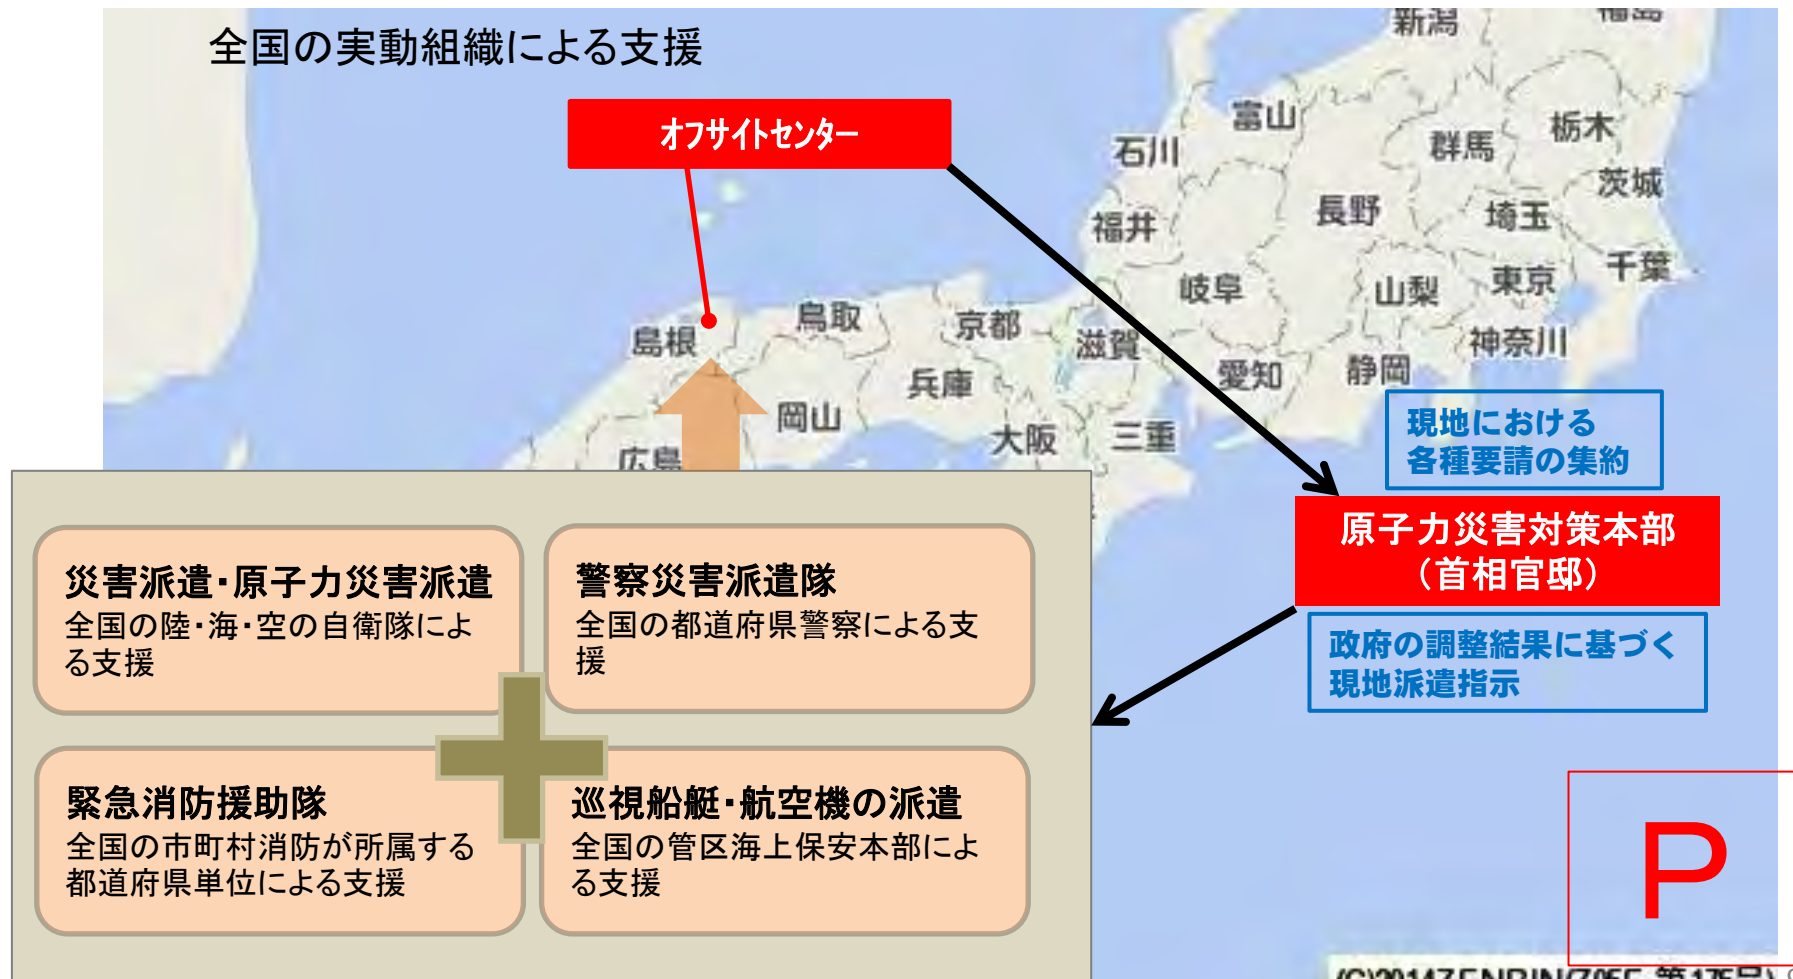 全国の実動組織による支援
新潟
福島
オフサイトセンター
富山
石川
群馬
栃木
茨城
福井
長野
埼玉
岐阜
山梨
東京
千葉
島根
鳥取
京都
滋賀
愛知
静岡
神奈川
兵庫
岡山
大阪
三重
広島
現地における
各種要請の集約
原子力災害対策本部
（首相官邸）
政府の調整結果に基づく
現地派遣指示
災害派遣・原子力災害派遣
全国の陸・海・空の自衛隊によ
る支援
警察災害派遣隊
全国の都道府県警察による支
援
緊急消防援助隊
全国の市町村消防が所属する
都道府県単位による支援
巡視船艇・航空機の派遣
全国の管区海上保安本部によ
る支援
P
(C)2014ZENRIN(Z05E-第175号)